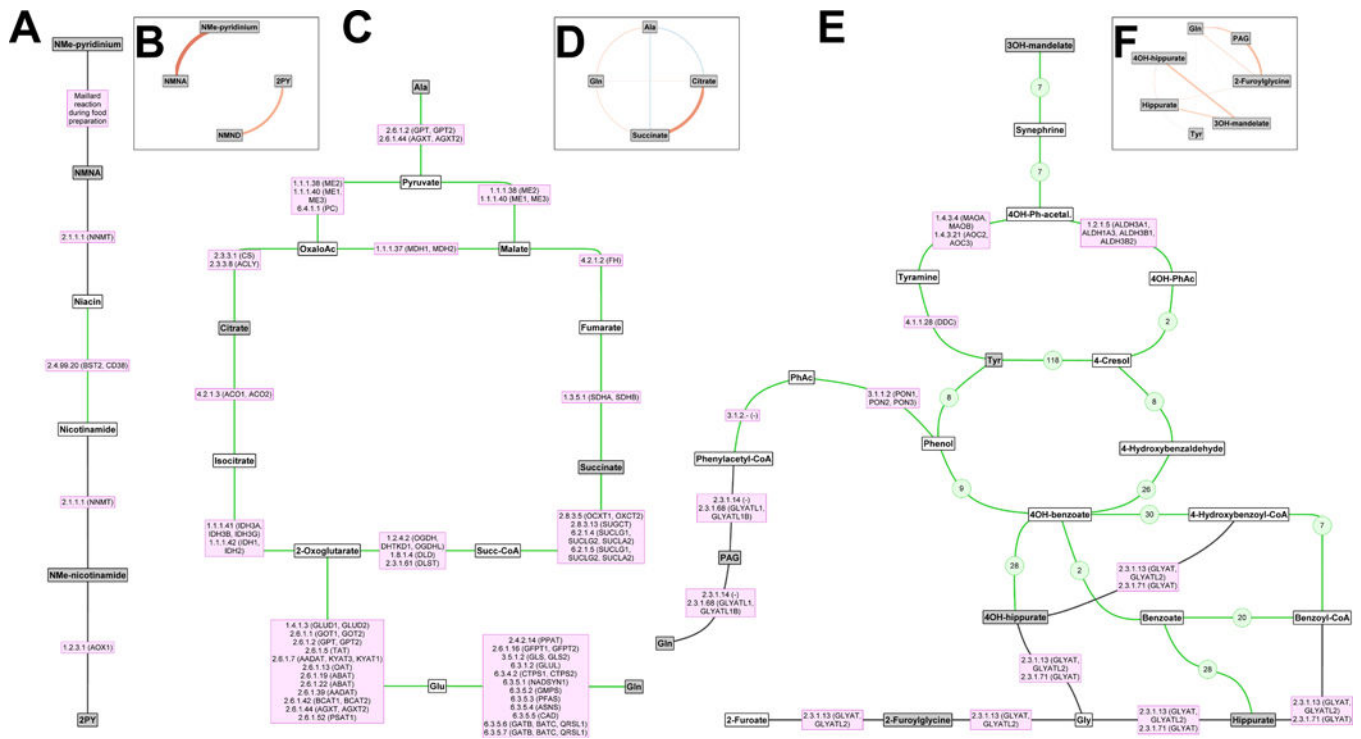 A
NMe-pyridinium
Maillard
reaction
during food
preparation
NMNA
2.1.1.1 (NNMT)
Niacin
2.4.99.20 (BST2, CD38)
Nicotinamide
2.1.1.1 (NNMT)
NMe-nicotinamide
1.2.3.1 (AOX1)
2PY
B
NMe-pyridinium
NMNA
2PY
NMND
C
Ala
2.6.1.2 (GPT, GPT2)
2.6.1.44 (AGXT, AGXT2)
Pyruvate
1.1.1.38 (ME2)
1.1.1.40 (ME1,
ME3)
6.4.1.1 (PC)
1.1.1.38 (ME2)
1.1.1.40 (ME1, ME3)
OxaloAc
1.1.1.37 (MDH1, MDH2)
Malate
2.3.3.1 (CS)
2.3.3.8 (ACLY)
4.2.1.2 (FH)
Citrate
Fumarate
4.2.1.3 (ACO1, ACO2)
1.3.5.1 (SDHA, SDHB)
Isocitrate
Succinate
1.1.1.41 (IDH3A,
IDH3B, IDH3G)
1.1.1.42 (IDH1,
IDH2)
2-Oxoglutarate
1.2.4.2 (OGDH,
DHTKD1, OGDHL)
1.8.1.4 (DLD)
2.3.1.61 (DLST)
Succ-CoA
2.8.3.5 (OCXT1, OXCT2)
2.8.3.13 (SUGCT)
6.2.1.4 (SUCLG1,
SUCLG2, SUCLA2)
6.2.1.5 (SUCLG1,
SUCLG2, SUCLA2)
1.4.1.3 (GLUD1, GLUD2)
2.6.1.1 (GOT1, GOT2)
2.6.1.2 (GPT, GPT2)
2.6.1.5 (TAT)
2.6.1.7 (AADAT, KYAT3, KYAT1)
2.6.1.13 (OAT)
2.6.1.19 (ABAT)
2.6.1.22 (ABAT)
2.6.1.39 (AADAT)
2.6.1.42 (BCAT1, BCAT2)
2.6.1.44 (AGXT, AGXT2)
2.6.1.52 (PSAT1)
Glu
2.4.2.14 (PPAT)
2.6.1.16 (GFPT1, GFPT2)
3.5.1.2 (GLS, GLS2)
6.3.1.2 (GLUL)
6.3.4.2 (CTPS1, CTPS2)
6.3.5.1 (NADSYN1)
6.3.5.2 (GMPS)
6.3.5.3 (PFAS)
6.3.5.4 (ASNS)
6.3.5.5 (CAD)
6.3.5.6 (GATB, BATC, QRSL1)
6.3.5.7 (GATB, BATC, QRSL1)
Gln
D
Ala
Gln
Citrate
Succinate
E
3OH-mandelate
7
Synephrine
7
4OH-Ph-acetal.
1.4.3.4 (MAOA,
MAOB)
1.4.3.21 (AOC2,
AOC3)
1.2.1.5 (ALDH3A1,
ALDH1A3, ALDH3B1,
ALDH3B2)
Tyramine
4OH-PhAc
4.1.1.28 (DDC)
2
Tyr
118
4-Cresol
PhAc
3.1.1.2 (PON1,
PON2, PON3)
8
8
3.1.2.- (-)
Phenol
4-Hydroxybenzaldehyde
Phenylacetyl-CoA
9
26
2.3.1.14 (-)
2.3.1.68 (GLYATL1,
GLYATL1B)
4OH-benzoate
30
4-Hydroxybenzoyl-CoA
7
PAG
28
2
2.3.1.13 (GLYAT,
GLYATL2)
2.3.1.71 (GLYAT)
2.3.1.14 (-)
2.3.1.68 (GLYATL1,
GLYATL1B)
4OH-hippurate
Benzoate
20
Benzoyl-CoA
Gln
2.3.1.13 (GLYAT,
GLYATL2)
2.3.1.71 (GLYAT)
28
2-Furoate
2.3.1.13 (GLYAT,
GLYATL2)
2-Furoylglycine
2.3.1.13 (GLYAT,
GLYATL2)
Gly
2.3.1.13 (GLYAT,
GLYATL2)
2.3.1.71 (GLYAT)
Hippurate
2.3.1.13 (GLYAT,
GLYATL2)
2.3.1.71 (GLYAT)
F
Gln
PAG
4OH-hippurate
2-Furoylglycine
Hippurate
3OH-mandelate
Tyr